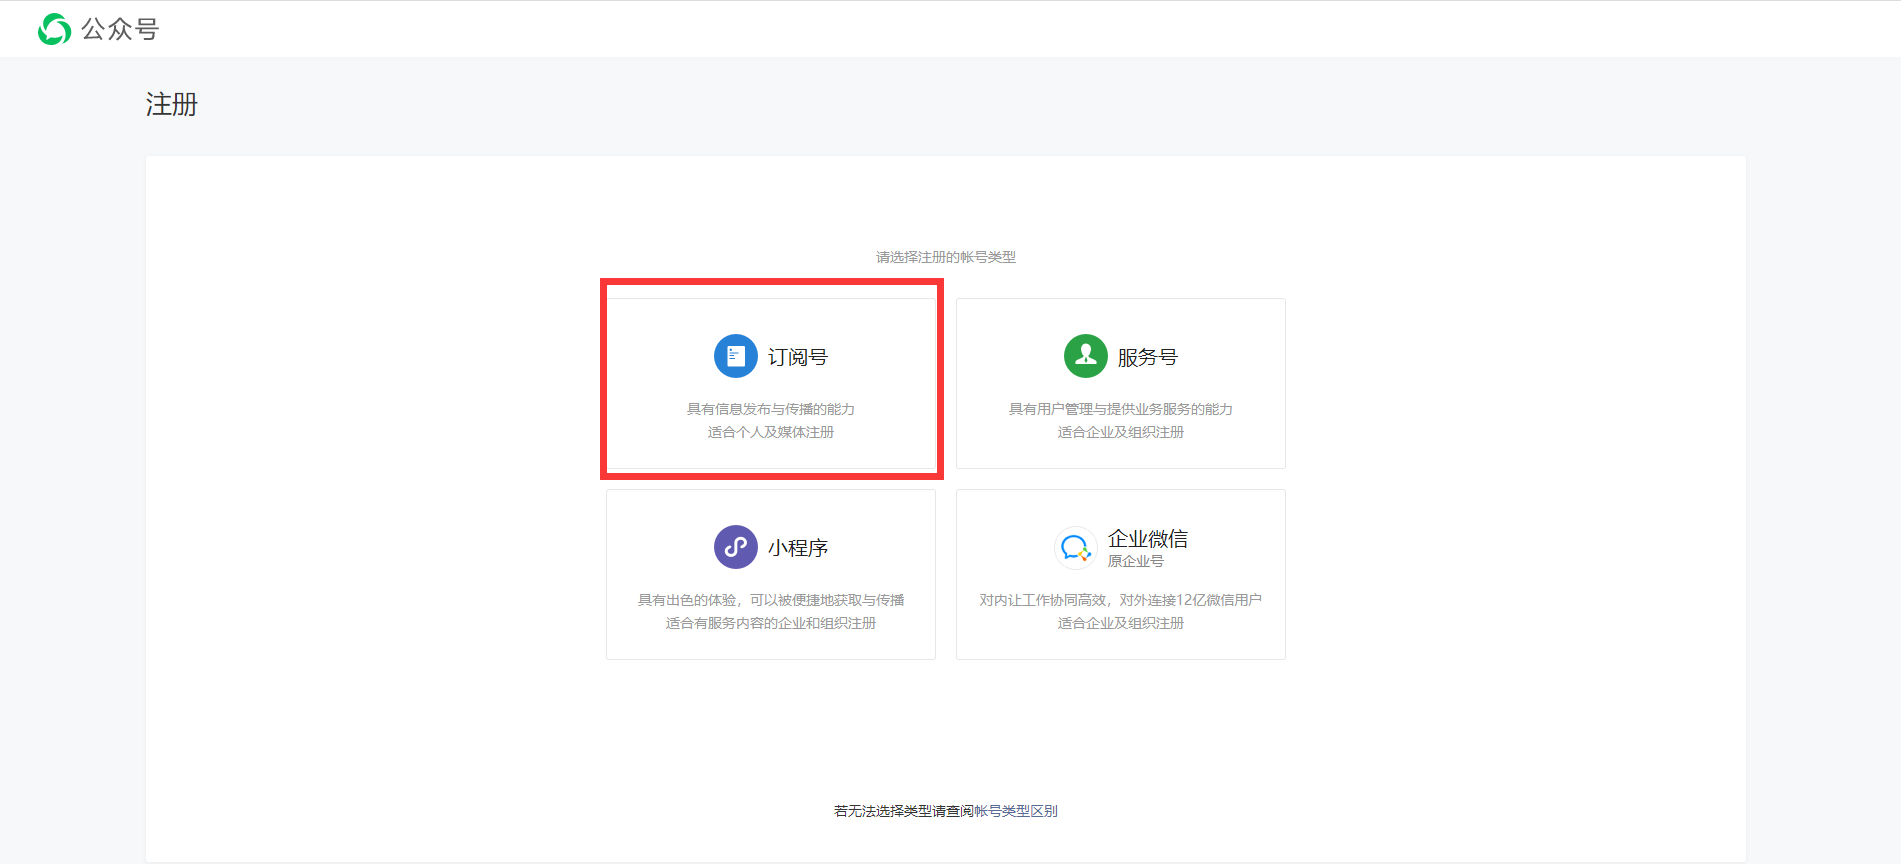 公众号
注册
请选择注册的帐号类型
订阅号
具有信息发布与传播的能力
适合个人及媒体注册
服务号
具有用户管理与提供业务服务的能力
适合企业及组织注册
小程序
具有出色的体验，可以被便捷地获取与传播
适合有服务内容的企业和组织注册
企业微信
原企业号
对内让工作协同高效，对外连接12亿微信用户
适合企业及组织注册
若无法选择类型请查阅帐号类型区别